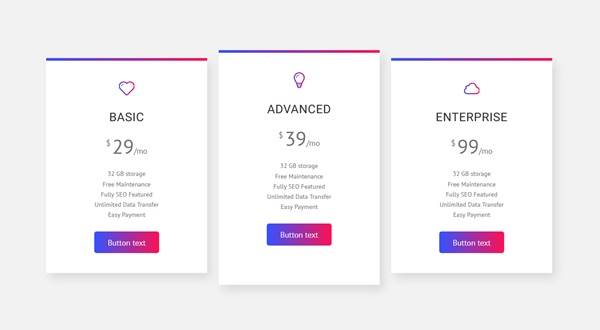 BASIC
$29/mo
32 GB storage
Free Maintenance
Fully SEO Featured
Unlimited Data Transfer
Easy Payment
Button text
ADVANCED
$39/mo
32 GB storage
Free Maintenance
Fully SEO Featured
Unlimited Data Transfer
Easy Payment
Button text
ENTERPRISE
$99/mo
32 GB storage
Free Maintenance
Fully SEO Featured
Unlimited Data Transfer
Easy Payment
Button text